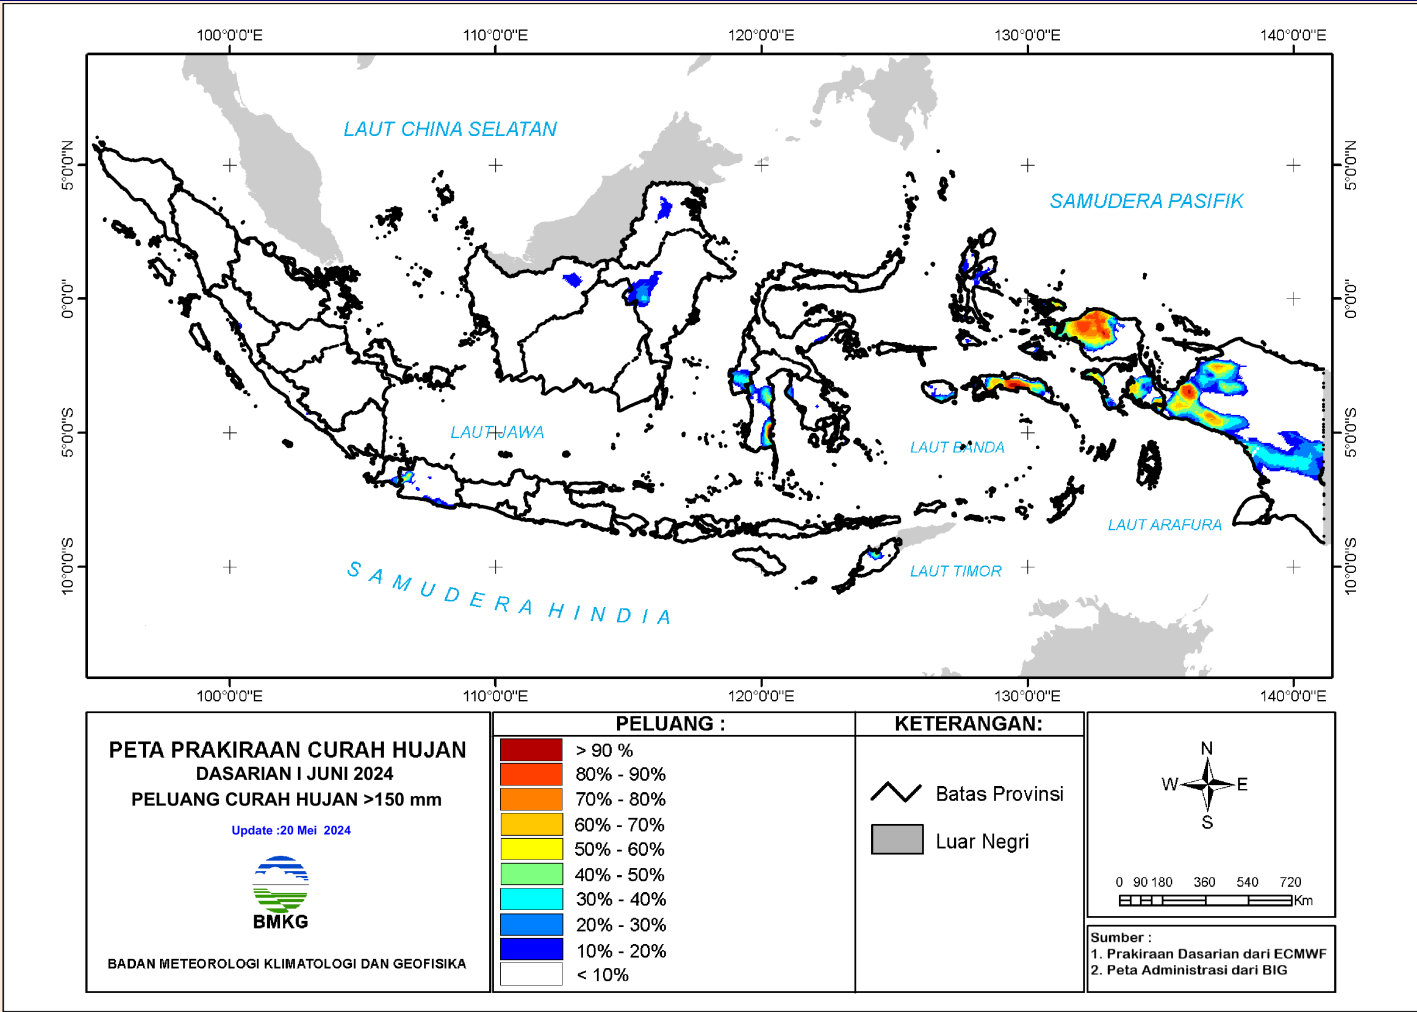 100°0'0"E 110°0'0"E 120°0'0"E 130°0'0"E 140°0'0"E
LAUT CHINA SELATAN
5°0'0"N 5°0'0"N
SAMUDERA PASIFIK
0°0'0" 0°0'0"
LAUT JAWA
5°0'0"S 5°0'0"S
LAUT BANDA
LAUT ARAFURA
10°0'0"S 10°0'0"S
LAUT TIMOR
SAMUDERA HINDIA
100°0'0"E 110°0'0"E 120°0'0"E 130°0'0"E 140°0'0"E
PETA PRAKIRAAN CURAH HUJAN
DASARIAN I JUNI 2024
PELUANG CURAH HUJAN >150 mm
Update :20 Mei 2024
BMKG
BADAN METEOROLOGI KLIMATOLOGI DAN GEOFISIKA
PELUANG :
> 90 %
80% - 90%
70% - 80%
60% - 70%
50% - 60%
40% - 50%
30% - 40%
20% - 30%
10% - 20%
< 10%
KETERANGAN:
Batas Provinsi
Luar Negri
N
W E
S
0 90 180 360 540 720
Km
Sumber :
1. Prakiraan Dasarian dari ECMWF
2. Peta Administrasi dari BIG